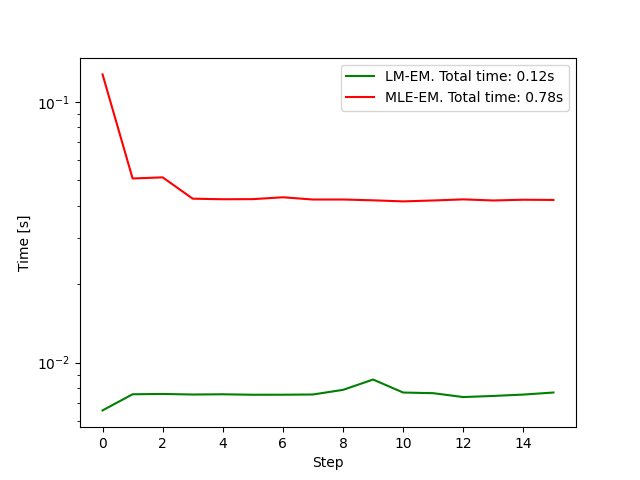 LM-EM. Total time: 0.12s
MLE-EM. Total time: 0.78s
10⁻¹
10⁻²
Time [s]
0 2 4 6 8 10 12 14
Step